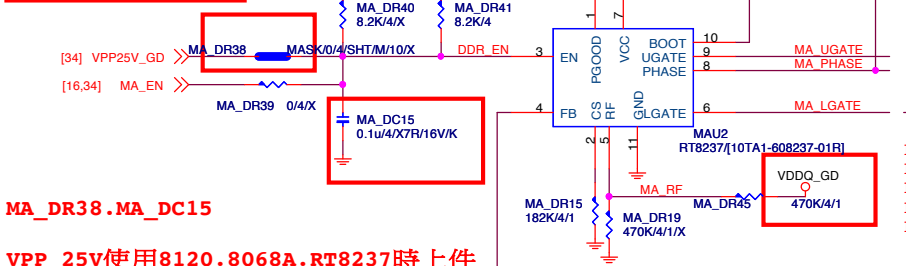 MA_DR40
8.2K/4/X
MA_DR41
8.2K/4
1
7
[34] VPP25V_GD
MA_DR38
MASK/0/4/SHT/M/10/X
DDR_EN
3
EN
PGOOD
VCC
BOOT
10
UGATE
9
MA_UGATE
PHASE
8
MA_PHASE
[16,34] MA_EN
MA_DR39 0/4/X
MA_DC15
0.1u/4/X7R/16V/K
4
FB
CS
RF
GND
LGATE
6
MA_LGATE
2
5
11
MAU2
RT8237/[10TA1-608237-01R]
VDDQ_GD
MA_RF
MA_DR45
470K/4/1
MA_DR15
182K/4/1
MA_DR19
470K/4/1/X
MA_DR38.MA_DC15
VPP 25V使用8120.8068A.RT8237時上件